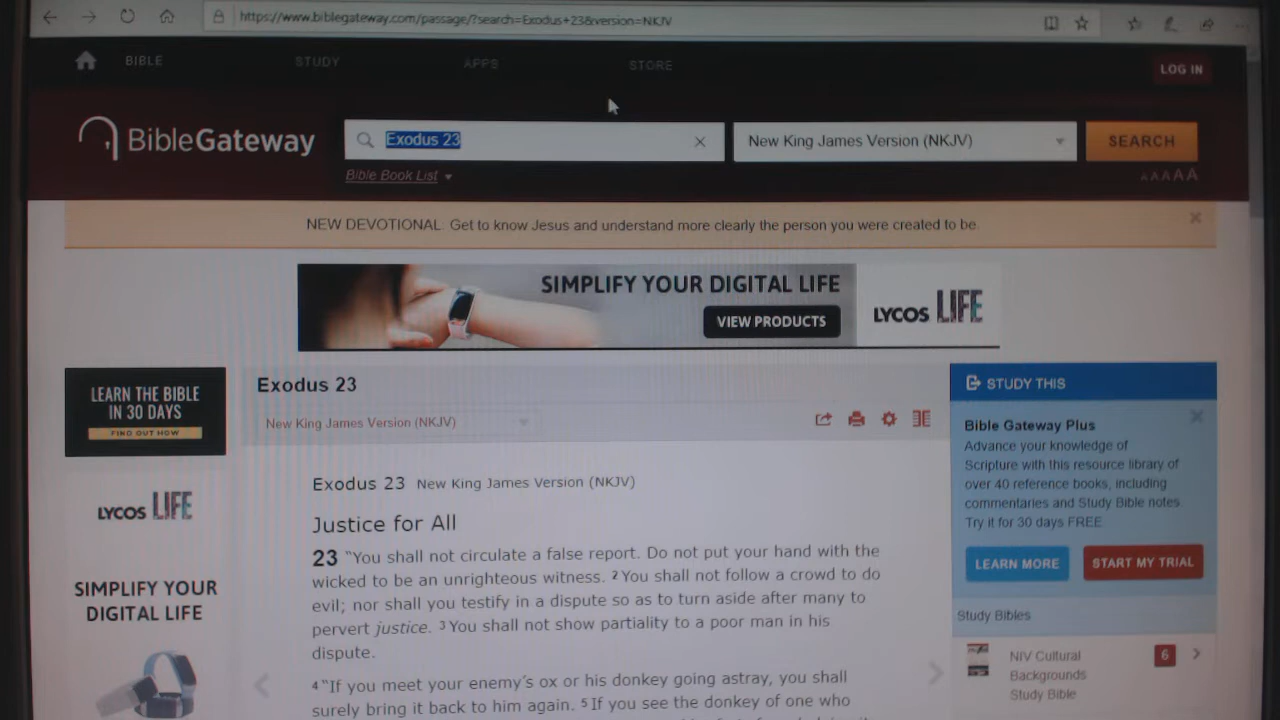 https://www.biblegateway.com/passage/?search=Exodus+23&version=NKJV
BIBLE STUDY APPS STORE LOG IN
BibleGateway Exodus 23 New King James Version (NKJV) SEARCH
Bible Book List AAAAA
NEW DEVOTIONAL: Get to know Jesus and understand more clearly the person you were created to be
SIMPLIFY YOUR DIGITAL LIFE
VIEW PRODUCTS
LYCOS LIFE
LEARN THE BIBLE
IN 30 DAYS
FIND OUT HOW
LYCOS LIFE
SIMPLIFY YOUR
DIGITAL LIFE
Exodus 23
New King James Version (NKJV)
Exodus 23 New King James Version (NKJV)
Justice for All
23 “You shall not circulate a false report. Do not put your hand with the
wicked to be an unrighteous witness. 2 You shall not follow a crowd to do
evil; nor shall you testify in a dispute so as to turn aside after many to
pervert justice. 3 You shall not show partiality to a poor man in his
dispute.
4 “If you meet your enemy’s ox or his donkey going astray, you shall
surely bring it back to him again. 5 If you see the donkey of one who
STUDY THIS
Bible Gateway Plus
Advance your knowledge of
Scripture with this resource library of
over 40 reference books, including
commentaries and Study Bible notes.
Try it for 30 days FREE
LEARN MORE START MY TRIAL
Study Bibles
NIV Cultural 6
Backgrounds
Study Bible